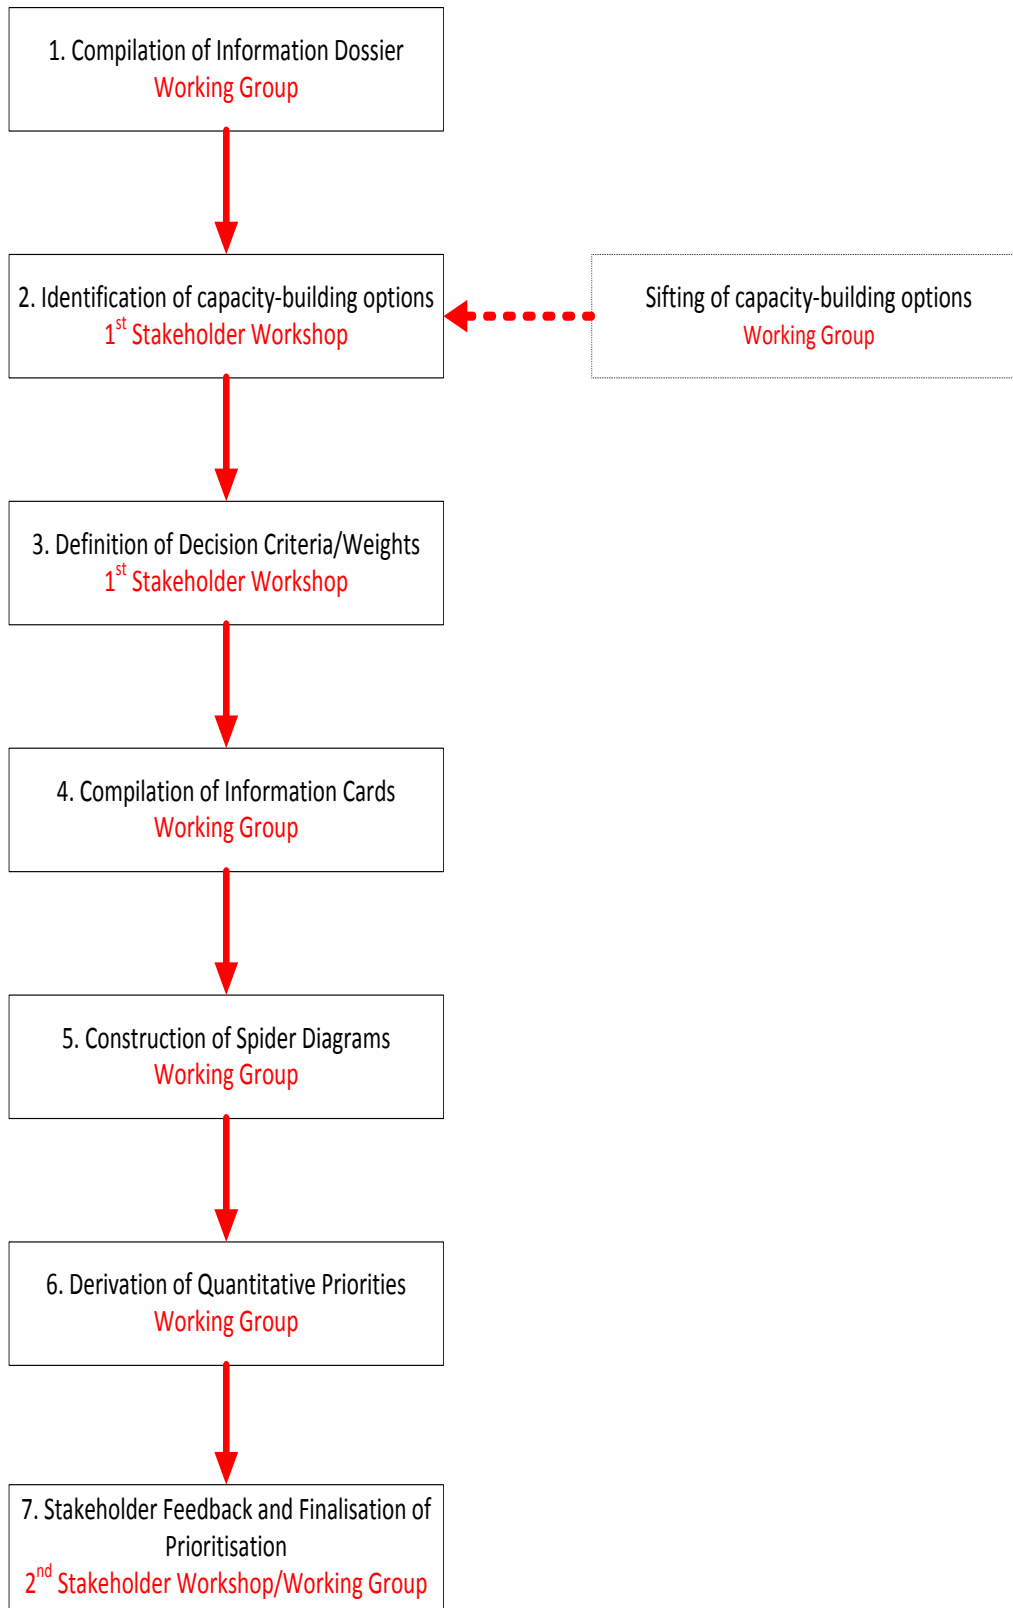 1. Compilation of Information Dossier
Working Group
2. Identification of capacity-building options
1st Stakeholder Workshop
Sifting of capacity-building options
Working Group
3. Definition of Decision Criteria/Weights
1st Stakeholder Workshop
4. Compilation of Information Cards
Working Group
5. Construction of Spider Diagrams
Working Group
6. Derivation of Quantitative Priorities
Working Group
7. Stakeholder Feedback and Finalisation of
Prioritisation
2nd Stakeholder Workshop/Working Group